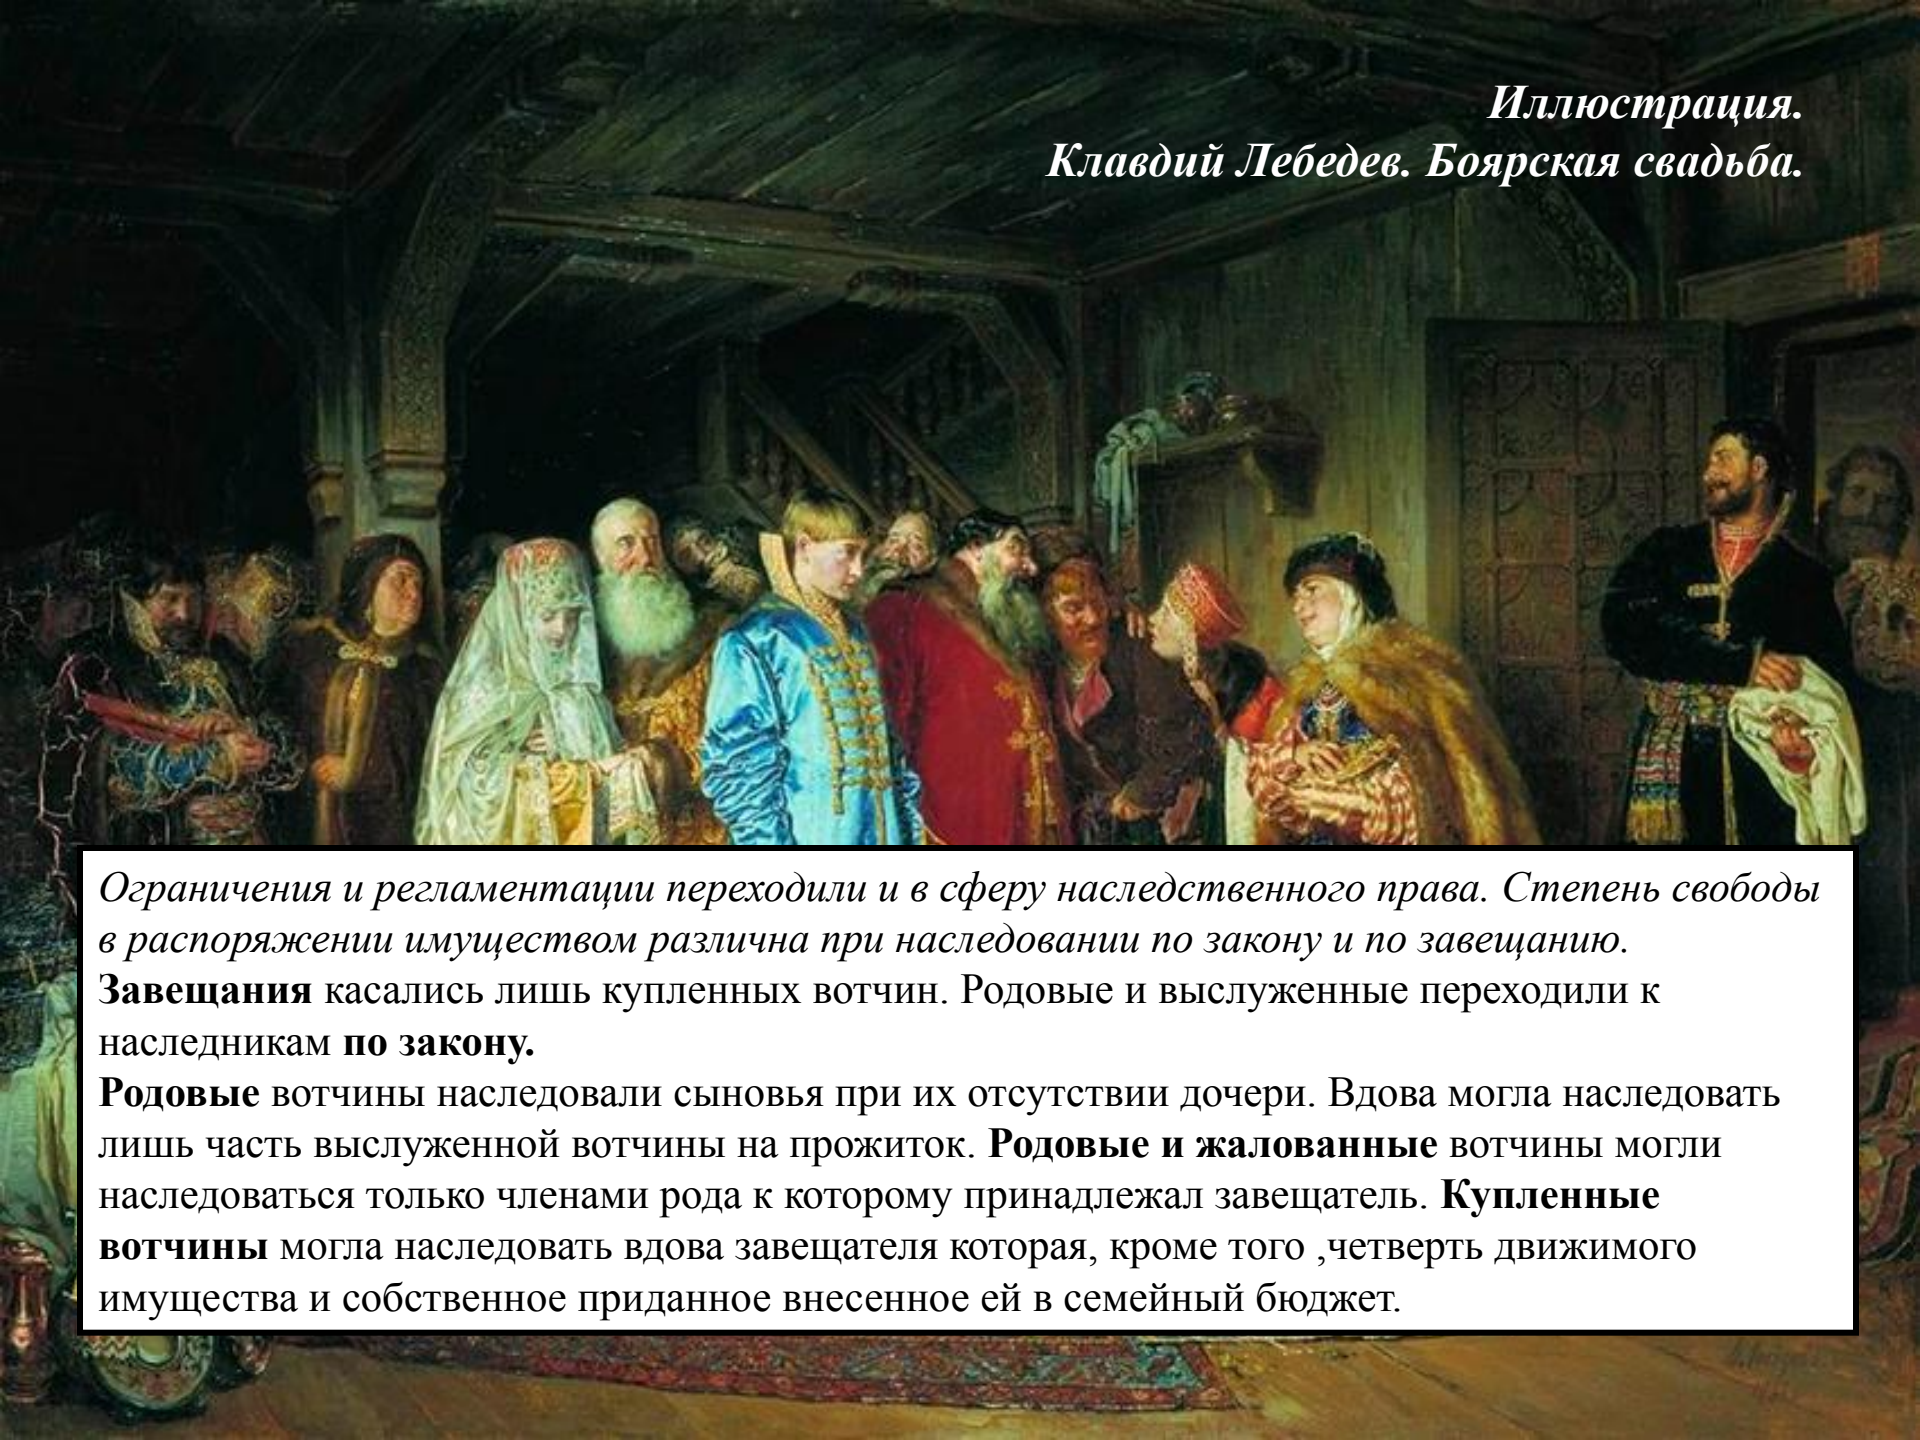 Иллюстрация.
Клавдий Лебедев. Боярская свадьба.
Ограничения и регламентации переходили и в сферу наследственного права. Степень свободы
в распоряжении имуществом различна при наследовании по закону и по завещанию.
Завещания касались лишь купленных вотчин. Родовые и выслуженные переходили к
наследникам по закону.
Родовые вотчины наследовали сыновья при их отсутствии дочери. Вдова могла наследовать
лишь часть выслуженной вотчины на прожиток. Родовые и жалованные вотчины могли
наследоваться только членами рода к которому принадлежал завещатель. Купленные
вотчины могла наследовать вдова завещателя которая, кроме того ,четверть движимого
имущества и собственное приданное внесенное ей в семейный бюджет.